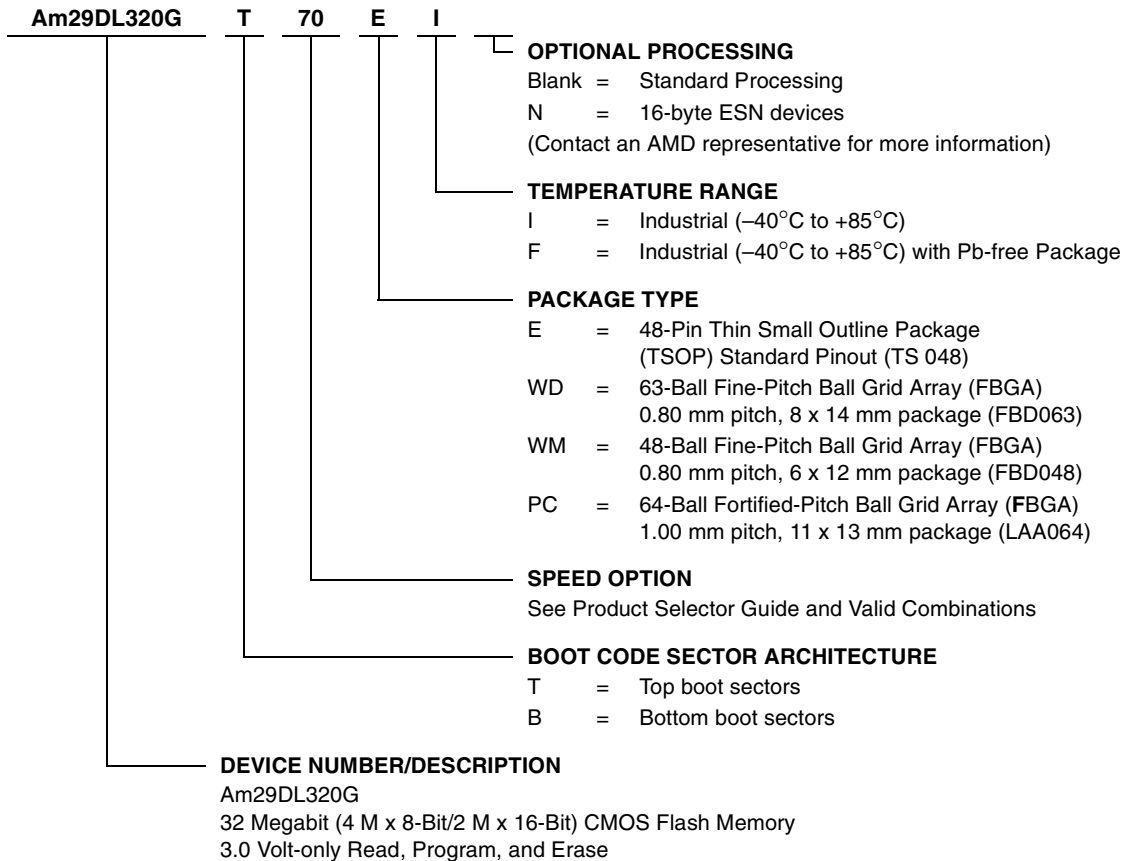 Am29DL320G T 70 E I
OPTIONAL PROCESSING
Blank = Standard Processing
N = 16-byte ESN devices
(Contact an AMD representative for more information)
TEMPERATURE RANGE
I = Industrial (–40°C to +85°C)
F = Industrial (–40°C to +85°C) with Pb-free Package
PACKAGE TYPE
E = 48-Pin Thin Small Outline Package
(TSOP) Standard Pinout (TS 048)
WD = 63-Ball Fine-Pitch Ball Grid Array (FBGA)
0.80 mm pitch, 8 x 14 mm package (FBD063)
WM = 48-Ball Fine-Pitch Ball Grid Array (FBGA)
0.80 mm pitch, 6 x 12 mm package (FBD048)
PC = 64-Ball Fortified-Pitch Ball Grid Array (FBGA)
1.00 mm pitch, 11 x 13 mm package (LAA064)
SPEED OPTION
See Product Selector Guide and Valid Combinations
BOOT CODE SECTOR ARCHITECTURE
T = Top boot sectors
B = Bottom boot sectors
DEVICE NUMBER/DESCRIPTION
Am29DL320G
32 Megabit (4 M x 8-Bit/2 M x 16-Bit) CMOS Flash Memory
3.0 Volt-only Read, Program, and Erase